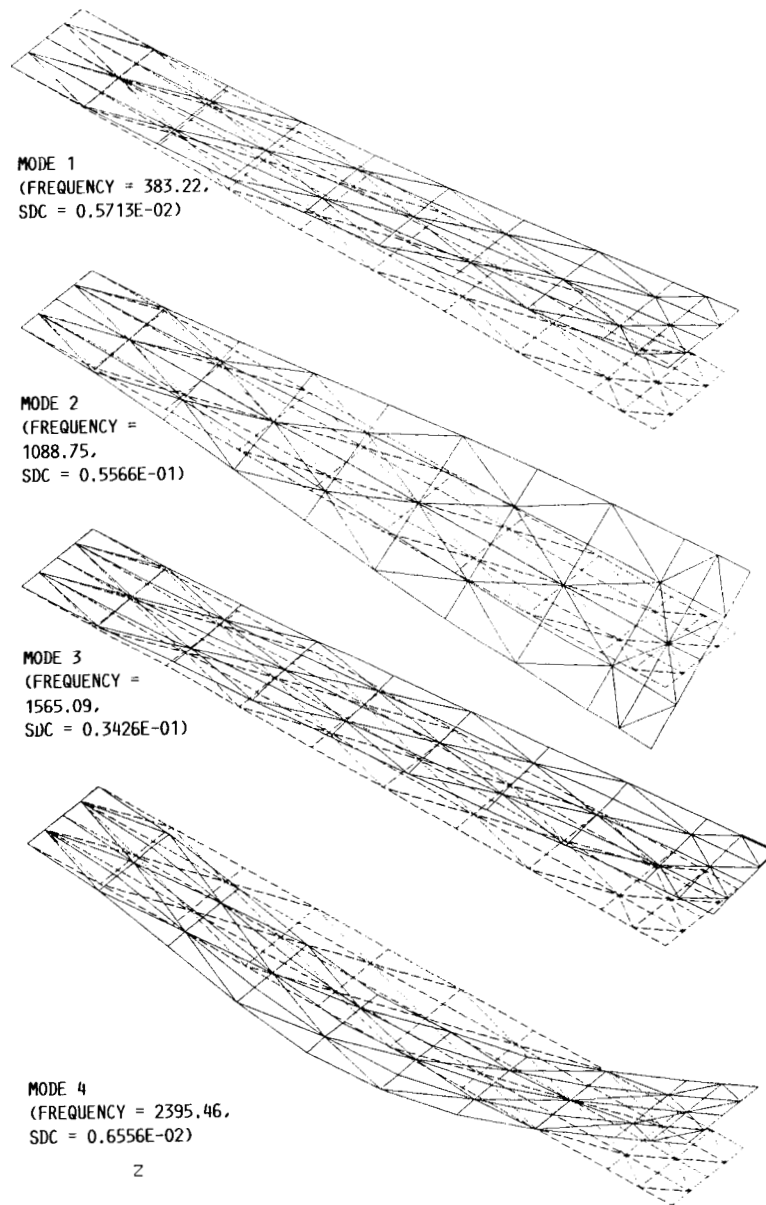 MODE 1
(FREQUENCY = 383.22,
SDC = 0.5713E-02)
MODE 2
(FREQUENCY =
1088.75,
SDC = 0.5566E-01)
MODE 3
(FREQUENCY =
1565.09,
SDC = 0.3426E-01)
MODE 4
(FREQUENCY = 2395.46,
SDC = 0.6556E-02)
Z